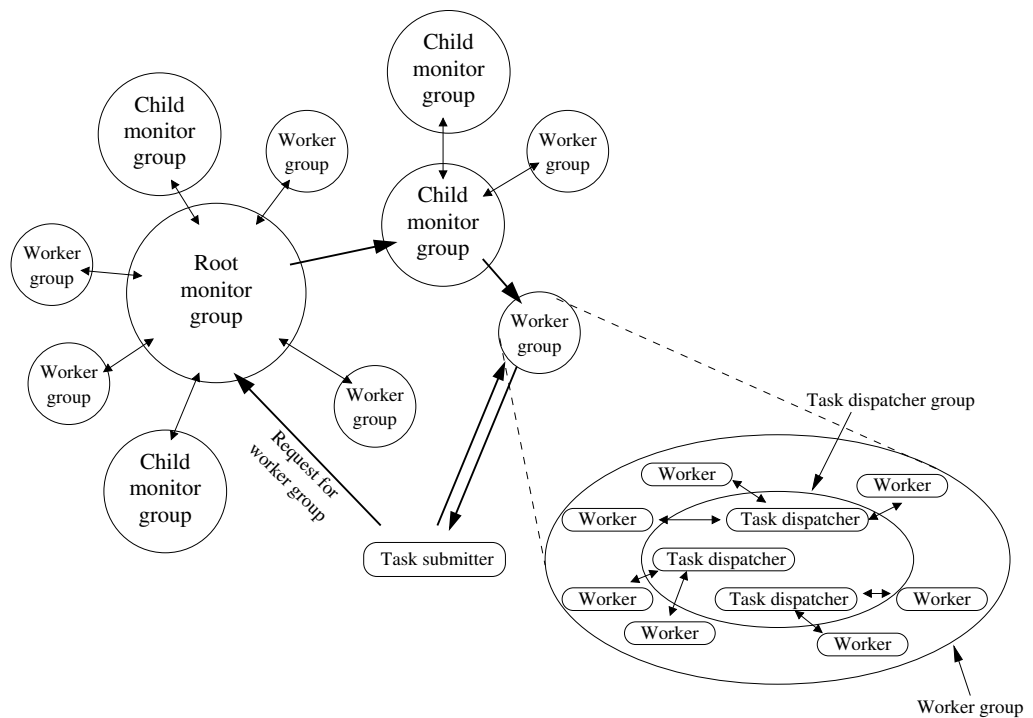 Child
monitor
group
Child
monitor
group
Worker
group
Worker
group
Child
monitor
group
Worker
group
Root
monitor
group
Worker
group
Worker
group
Worker
group
Child
monitor
group
Request for
worker group
Task submitter
Task dispatcher group
Worker
Worker
Worker
Task dispatcher
Task dispatcher
Worker
Task dispatcher
Worker
Worker
Worker
Worker group